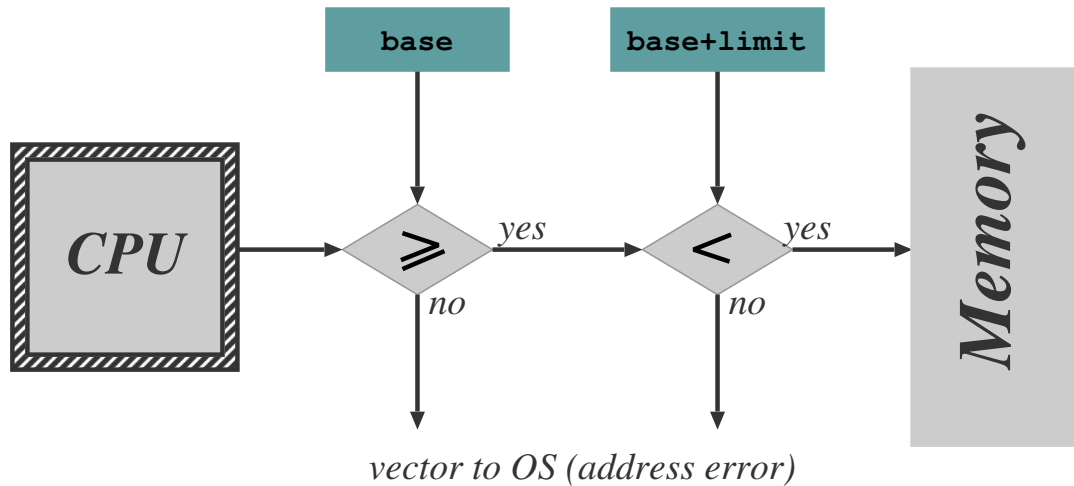 base
base+limit
CPU
≥
yes
<
yes
no
no
Memory
vector to OS (address error)